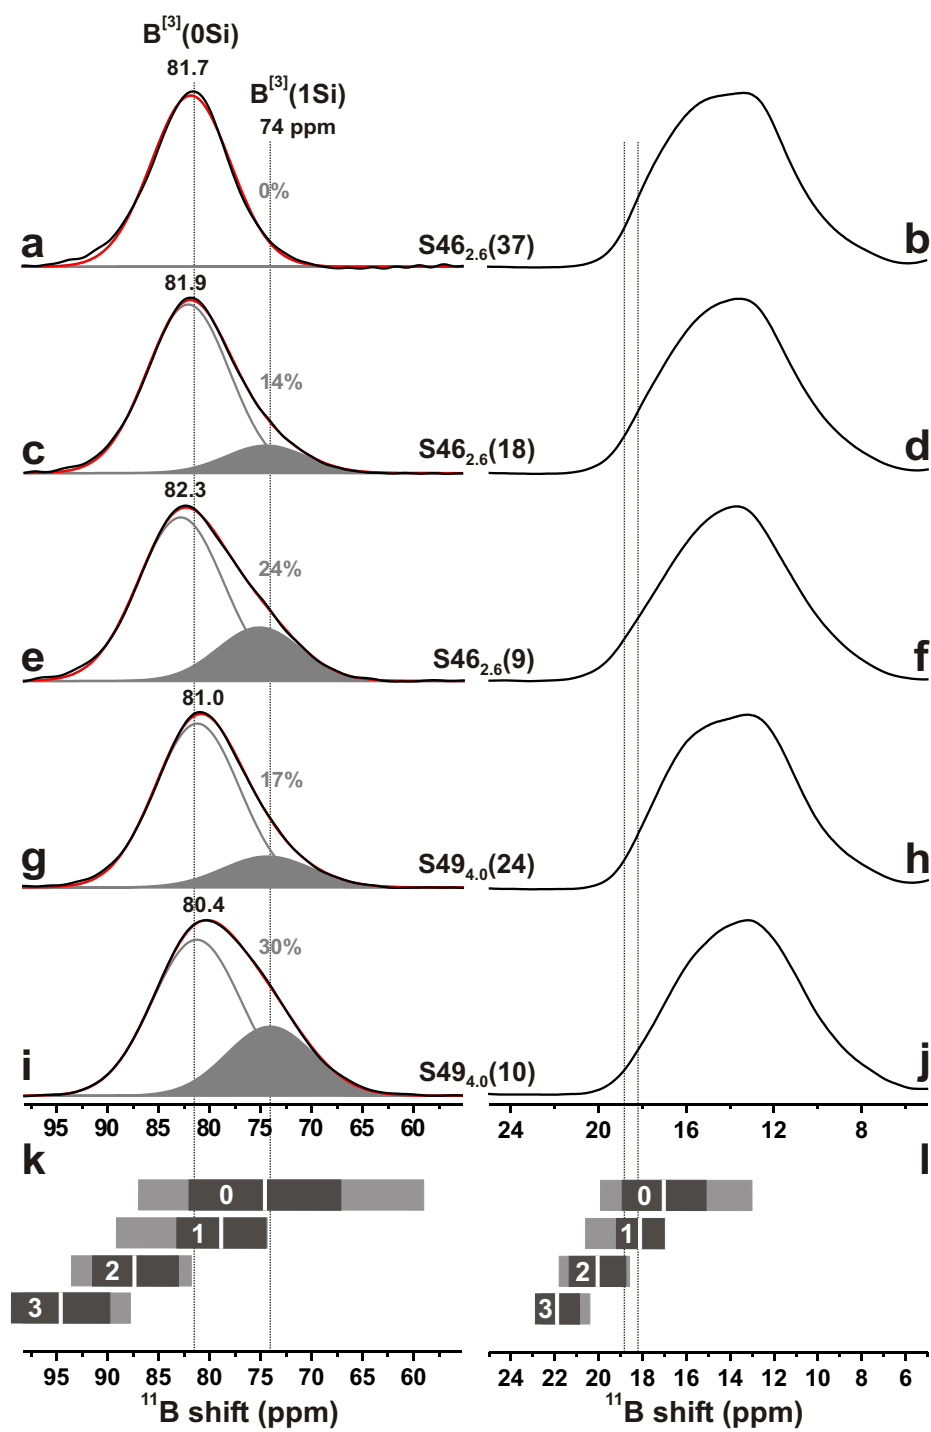 B[3](0Si)
81.7
B[3](1Si)
74 ppm
0%
a
S462.6(37)
b
81.9
14%
c
S462.6(18)
d
82.3
24%
e
S462.6(9)
f
81.0
17%
g
S494.0(24)
h
80.4
30%
i
S494.0(10)
j
95 90 85 80 75 70 65 60
24 20 16 12 8
k
l
0
0
1
1
2
2
3
3
95 90 85 80 75 70 65 60
24 22 20 18 16 14 12 10 8 6
11B shift (ppm)
11B shift (ppm)